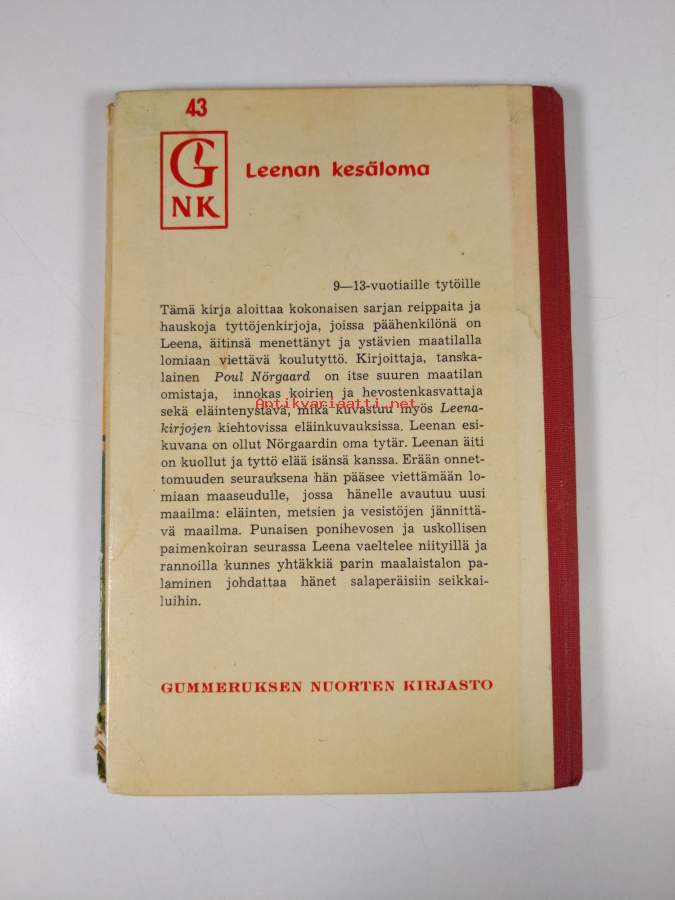 43
G
NK
Leenan kesäloma
9—13-vuotiaille tytöille
Tämä kirja aloittaa kokonaisen sarjan reippaita ja
hauskoja tyttöjenkirjoja, joissa päähenkilönä on
Leena, äitinsä menettänyt ja ystävien maatilalla
lomiaan viettävä koulutyttö. Kirjoittaja, tanska-
lainen Poul Nörgaard on itse suuren maatilan
omistaja, innokas koirien ja hevostenkasvattaja
sekä eläintenystävä, mikä kuvastuu myös Leena-
Antikvariaatti.net
kirjojen kiehtovissa eläinkuvauksissa. Leenan esi-
kuvana on ollut Nörgaardin oma tytär. Leenan äiti
on kuollut ja tyttö elää isänsä kanssa. Erään onnet-
tomuuden seurauksena hän pääsee viettämään lo-
miaan maaseudulle, jossa hänelle avautuu uusi
maailma: eläinten, metsien ja vesistöjen jännittä-
vä maailma. Punaisen ponihevosen ja uskollisen
paimenkoiran seurassa Leena vaeltelee niityillä ja
rannoilla kunnes yhtäkkiä parin maalaistalon pa-
laminen johdattaa hänet salaperäisiin seikkai-
luihin.
GUMMERUKSEN NUORTEN KIRJASTO